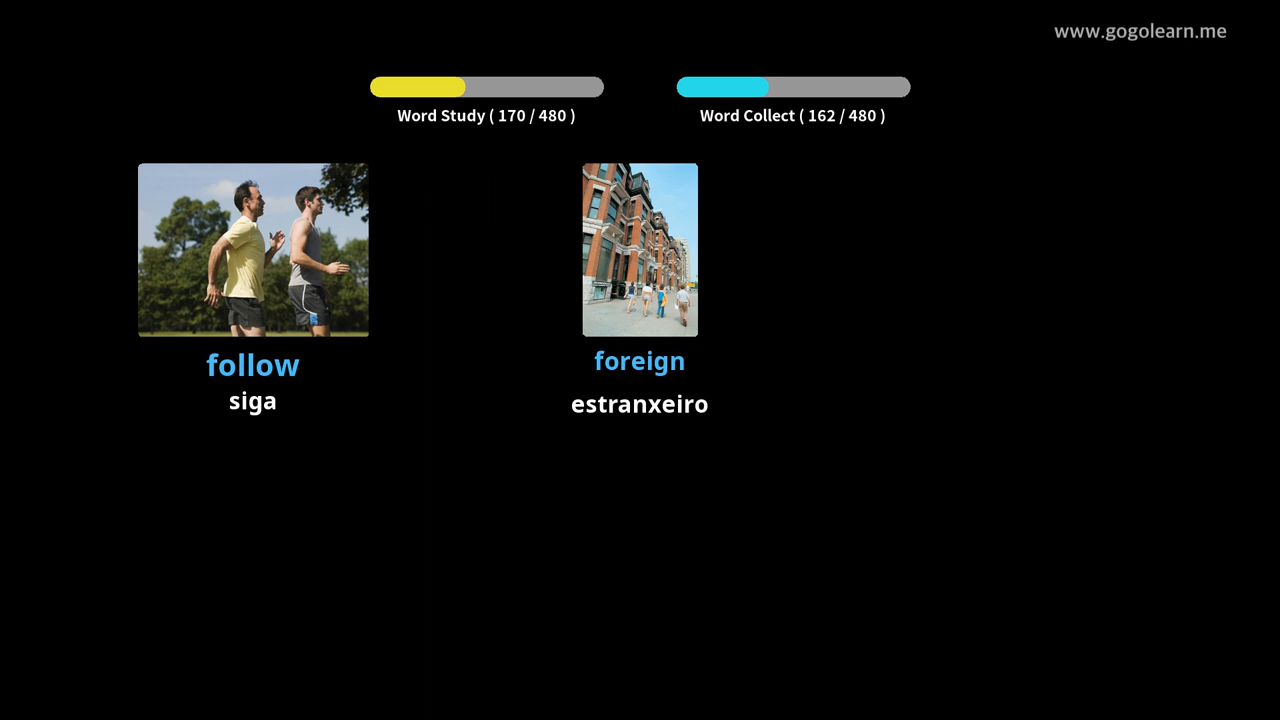 www.gogolearn.me
Word Study ( 170 / 480 )
Word Collect ( 162 / 480 )
follow
siga
foreign
estranxeiro